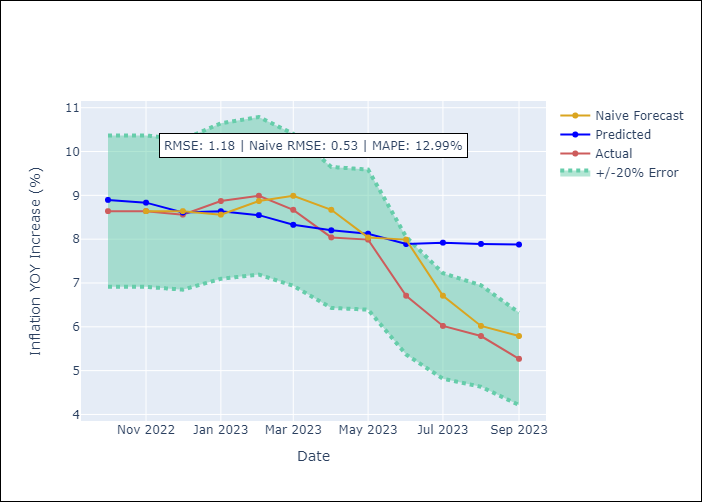 11
10
9
8
7
6
5
4
Inflation YOY Increase (%)
RMSE: 1.18 | Naive RMSE: 0.53 | MAPE: 12.99%
Naive Forecast
Predicted
Actual
+/-20% Error
Nov 2022
Jan 2023
Mar 2023
May 2023
Jul 2023
Sep 2023
Date